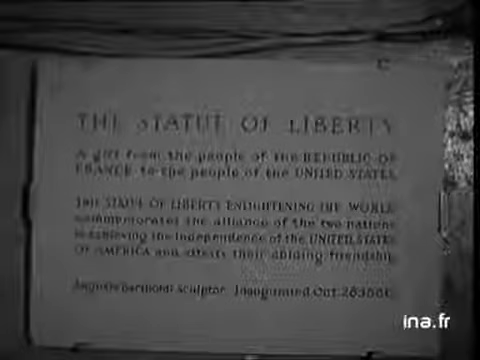 THE STATUE OF LIBERTY
A gift from the people of the REPUBLIC OF
FRANCE to the people of the UNITED STATES
THE STATUE OF LIBERTY ENLIGHTENING THE WORLD
commemorates the alliance of the two nations
in achieving the independence of the UNITED STATES
OF AMERICA and attests their abiding friendship
Auguste Bartholdi Sculptor Inaugurated Oct. 28 1886
ina.fr